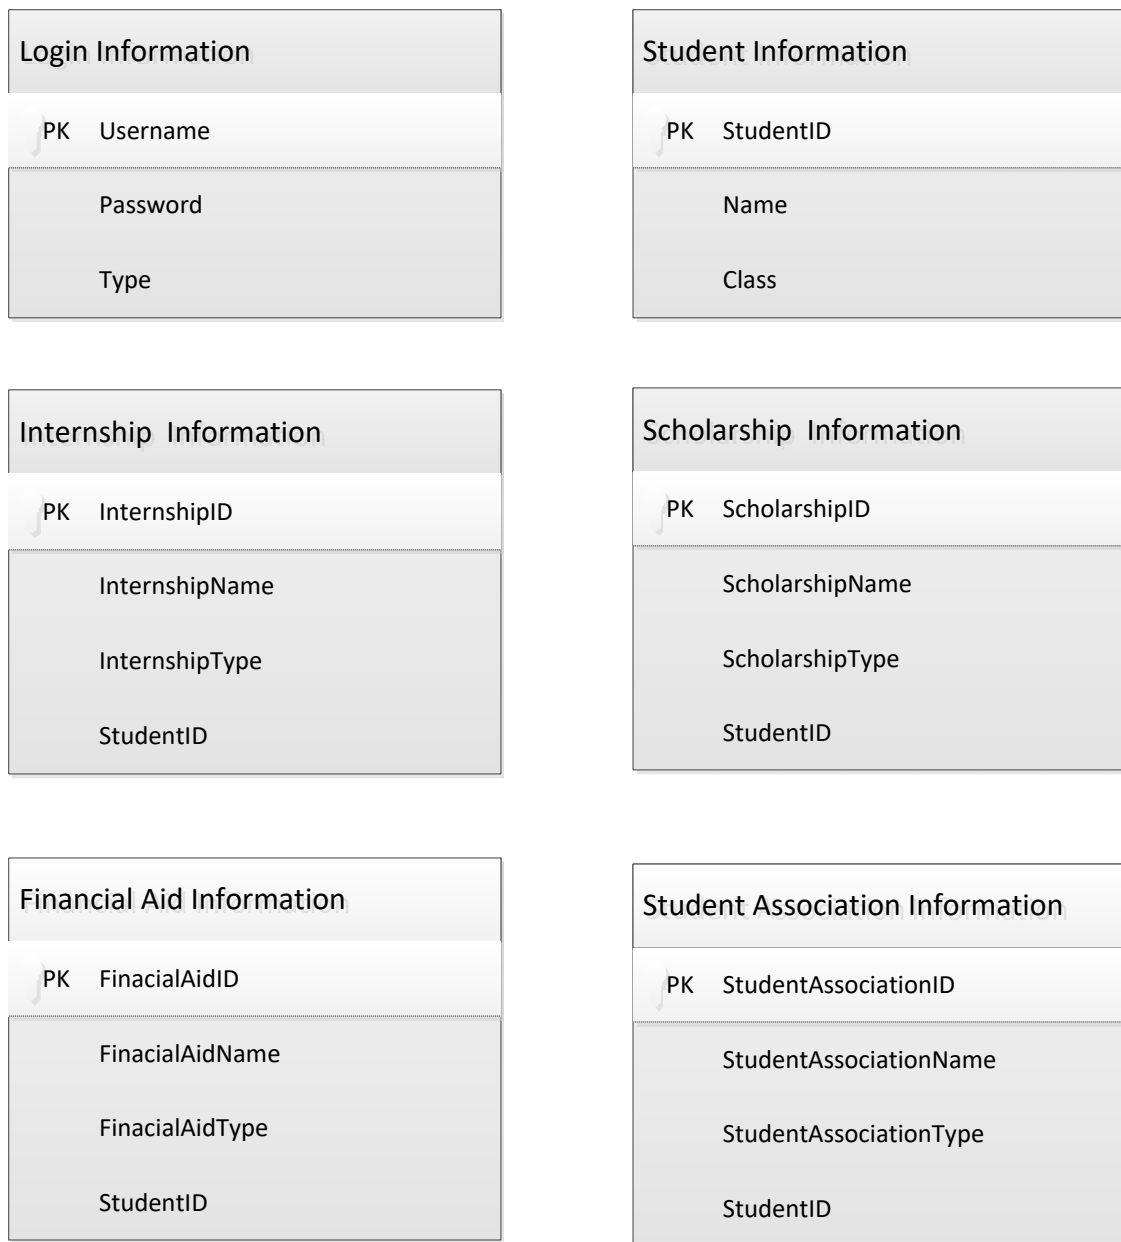 Login Information
PK Username
Password
Type
Student Information
PK StudentID
Name
Class
Internship  Information
PK InternshipID
InternshipName
InternshipType
StudentID
Scholarship  Information
PK ScholarshipID
ScholarshipName
ScholarshipType
StudentID
Financial Aid Information
PK FinacialAidID
FinacialAidName
FinacialAidType
StudentID
Student Association Information
PK StudentAssociationID
StudentAssociationName
StudentAssociationType
StudentID